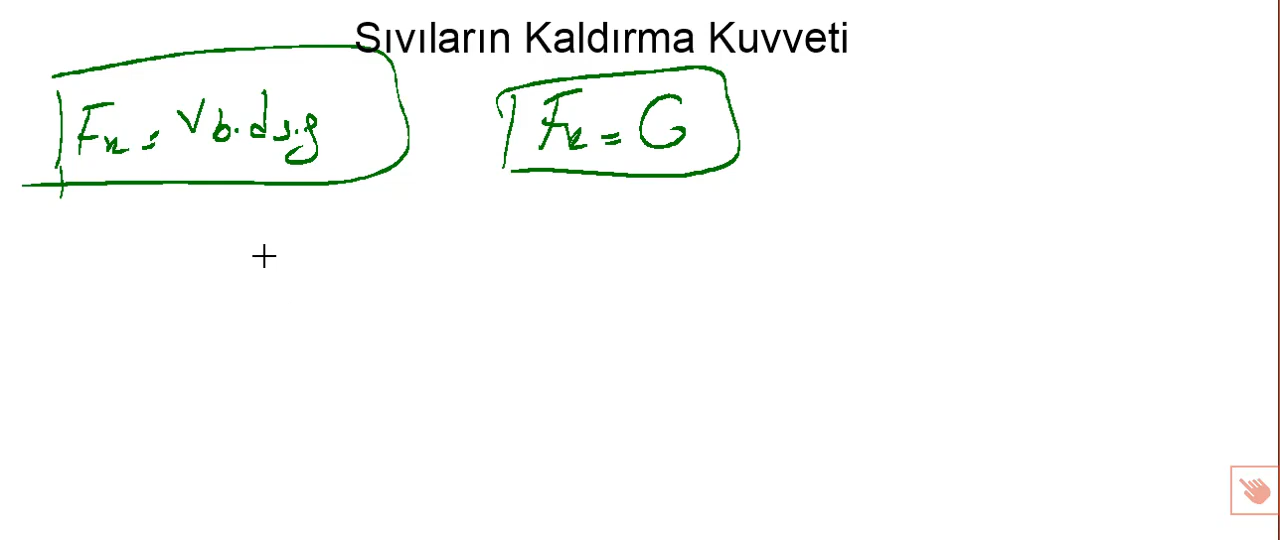 Sıvıların Kaldırma Kuvveti
Fₖ = Vb.ds.g
Fₖ = G